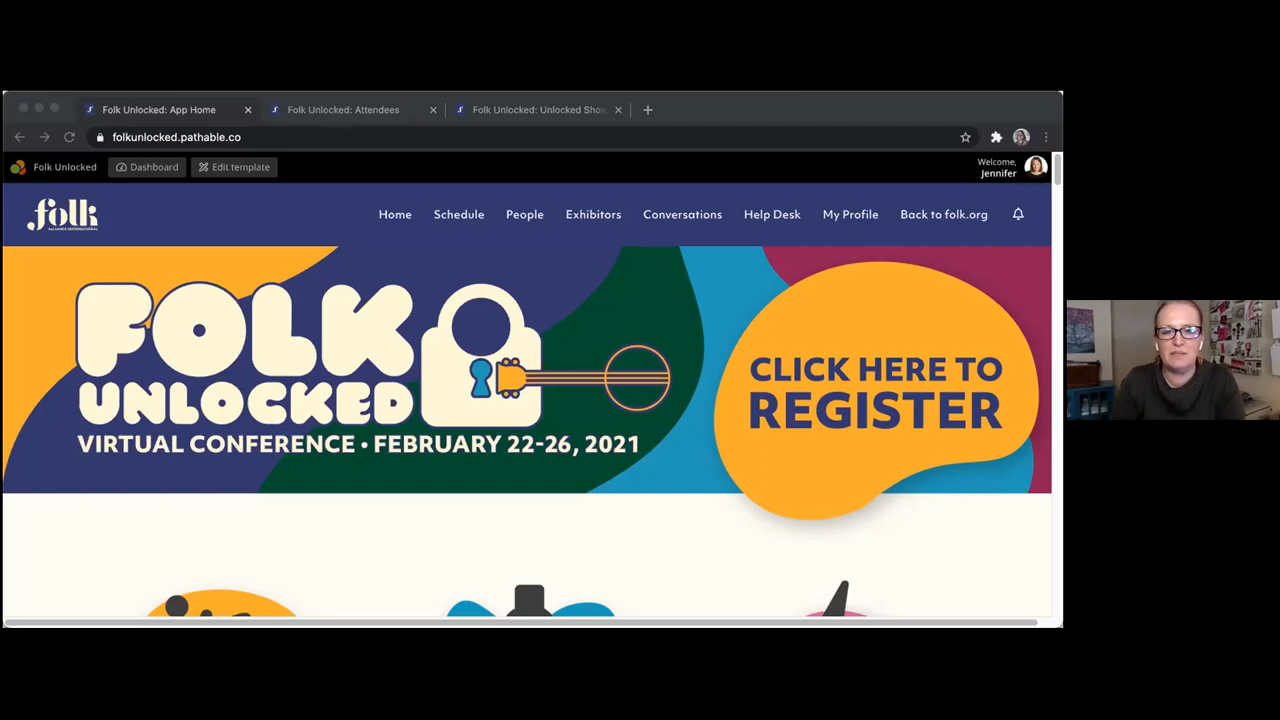 Folk Unlocked: App Home
Folk Unlocked: Attendees
Folk Unlocked: Unlocked Show
folkunlocked.pathable.co
Folk Unlocked
Dashboard
Edit template
Welcome,
Jennifer
folk
ALLIANCE INTERNATIONAL
Home
Schedule
People
Exhibitors
Conversations
Help Desk
My Profile
Back to folk.org
FOLK
UNLOCKED
VIRTUAL CONFERENCE • FEBRUARY 22-26, 2021
CLICK HERE TO
REGISTER